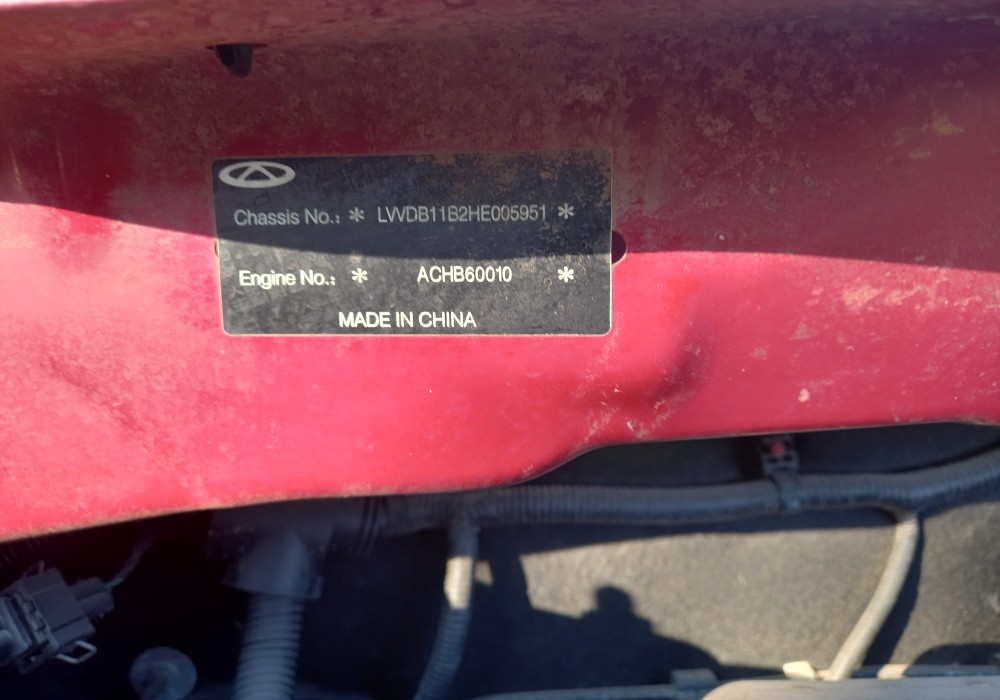 Chassis No.: * LVVDB11B2HE005951 *
Engine No.: * ACHB60010 *
MADE IN CHINA